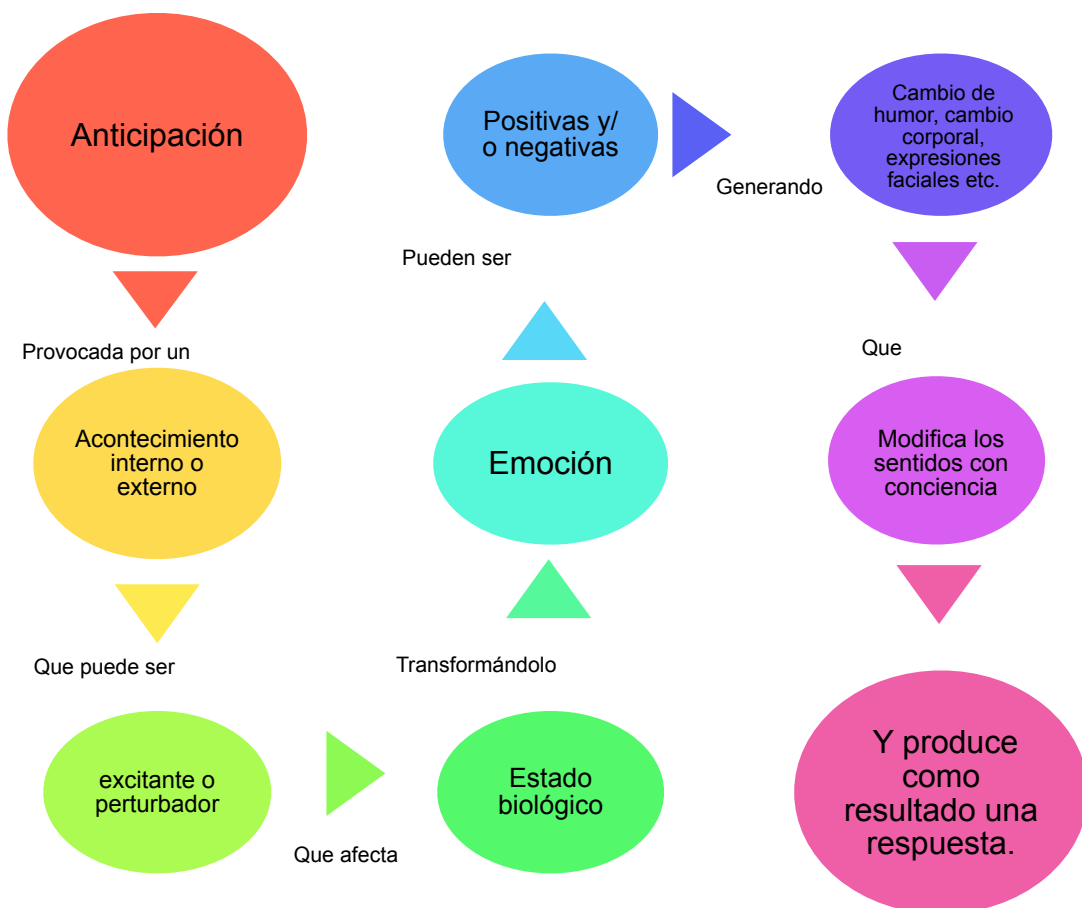 Anticipación
Provocada por un
Acontecimiento
interno o
externo
Que puede ser
excitante o
perturbador
Que afecta
Estado
biológico
Transformándolo
Emoción
Pueden ser
Positivas y/
o negativas
Generando
Cambio de
humor, cambio
corporal,
expresiones
faciales etc.
Que
Modifica los
sentidos con
conciencia
Y produce
como
resultado una
respuesta.